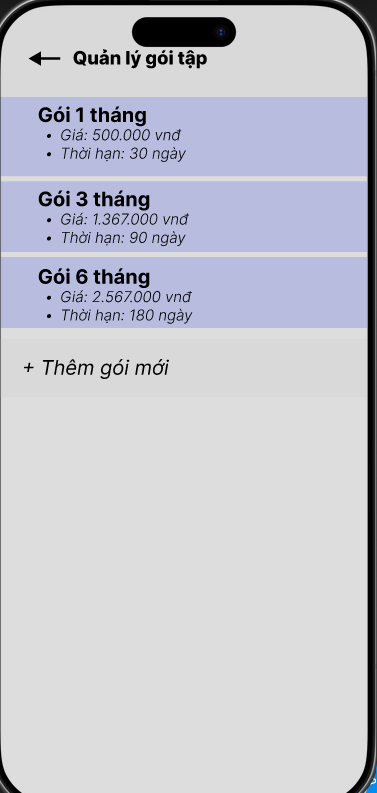 Quản lý gói tập
Gói 1 tháng
• Giá: 500.000 vnđ
• Thời hạn: 30 ngày
Gói 3 tháng
• Giá: 1.367.000 vnđ
• Thời hạn: 90 ngày
Gói 6 tháng
• Giá: 2.567.000 vnđ
• Thời hạn: 180 ngày
+ Thêm gói mới